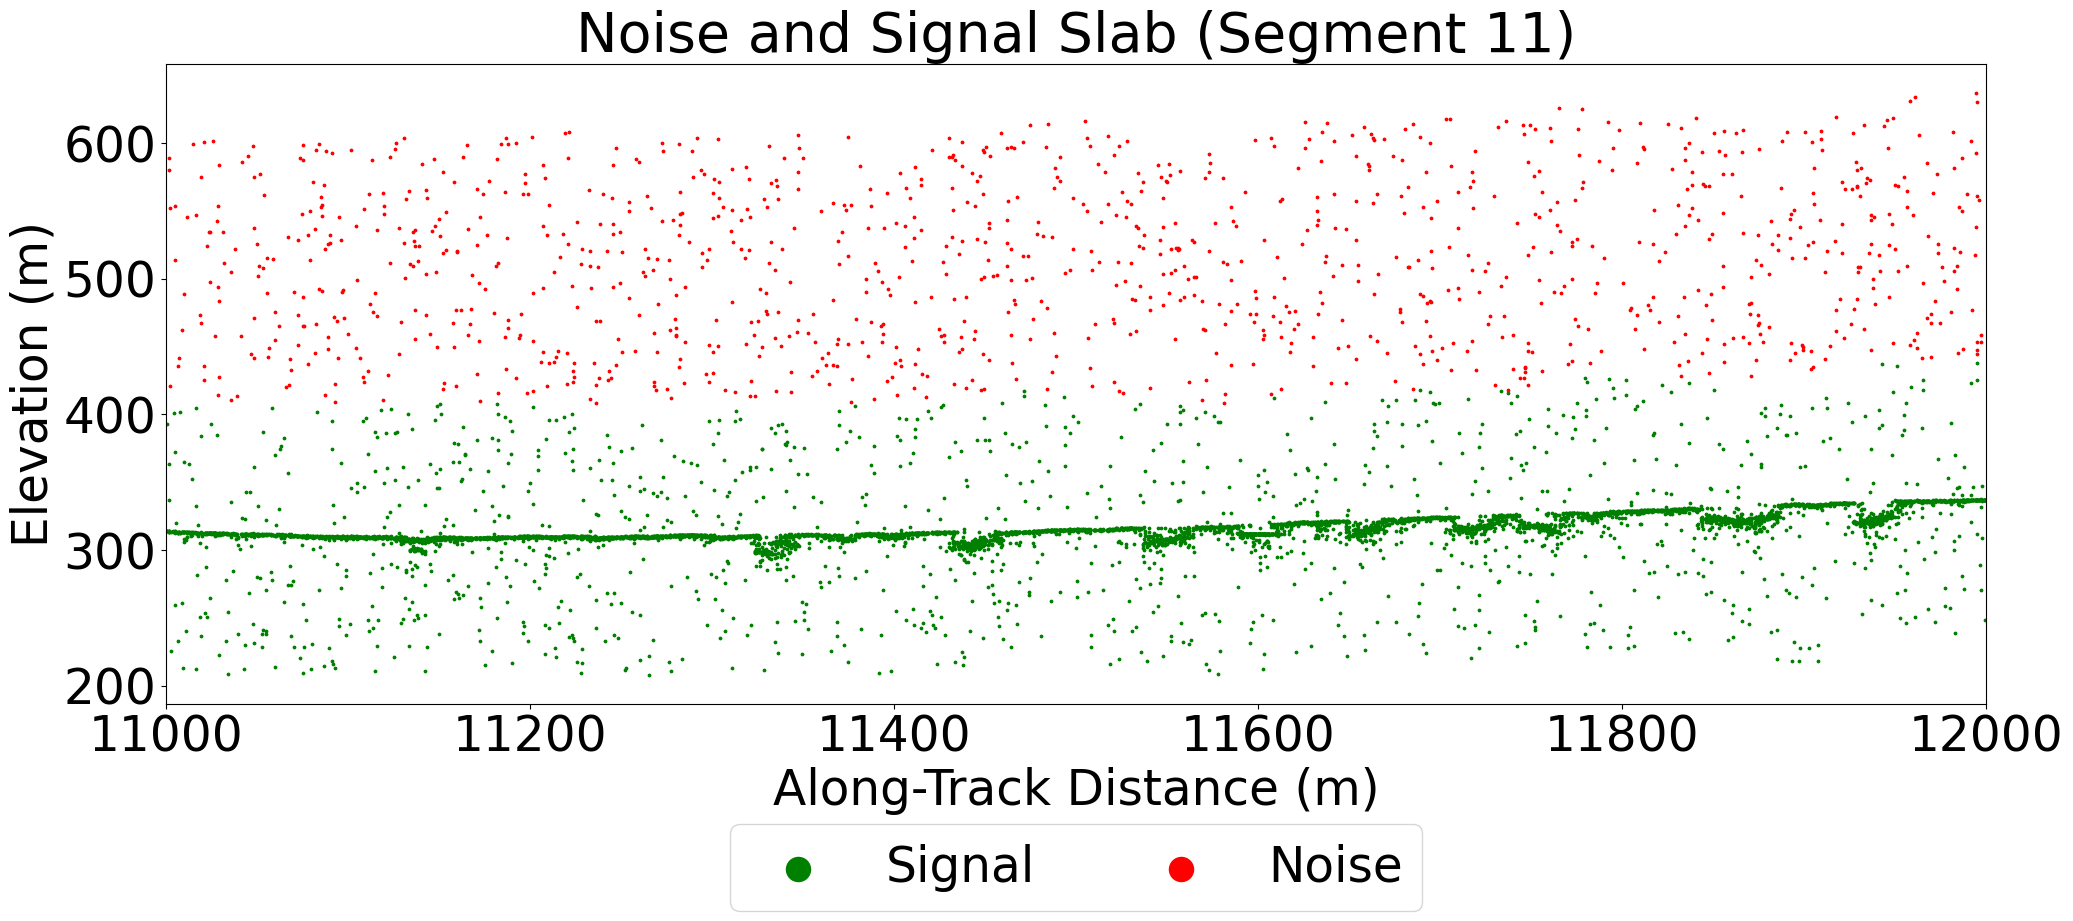 Noise and Signal Slab (Segment 11)
Elevation (m)
600
500
400
300
200
11000 11200 11400 11600 11800 12000
Along-Track Distance (m)
Signal Noise